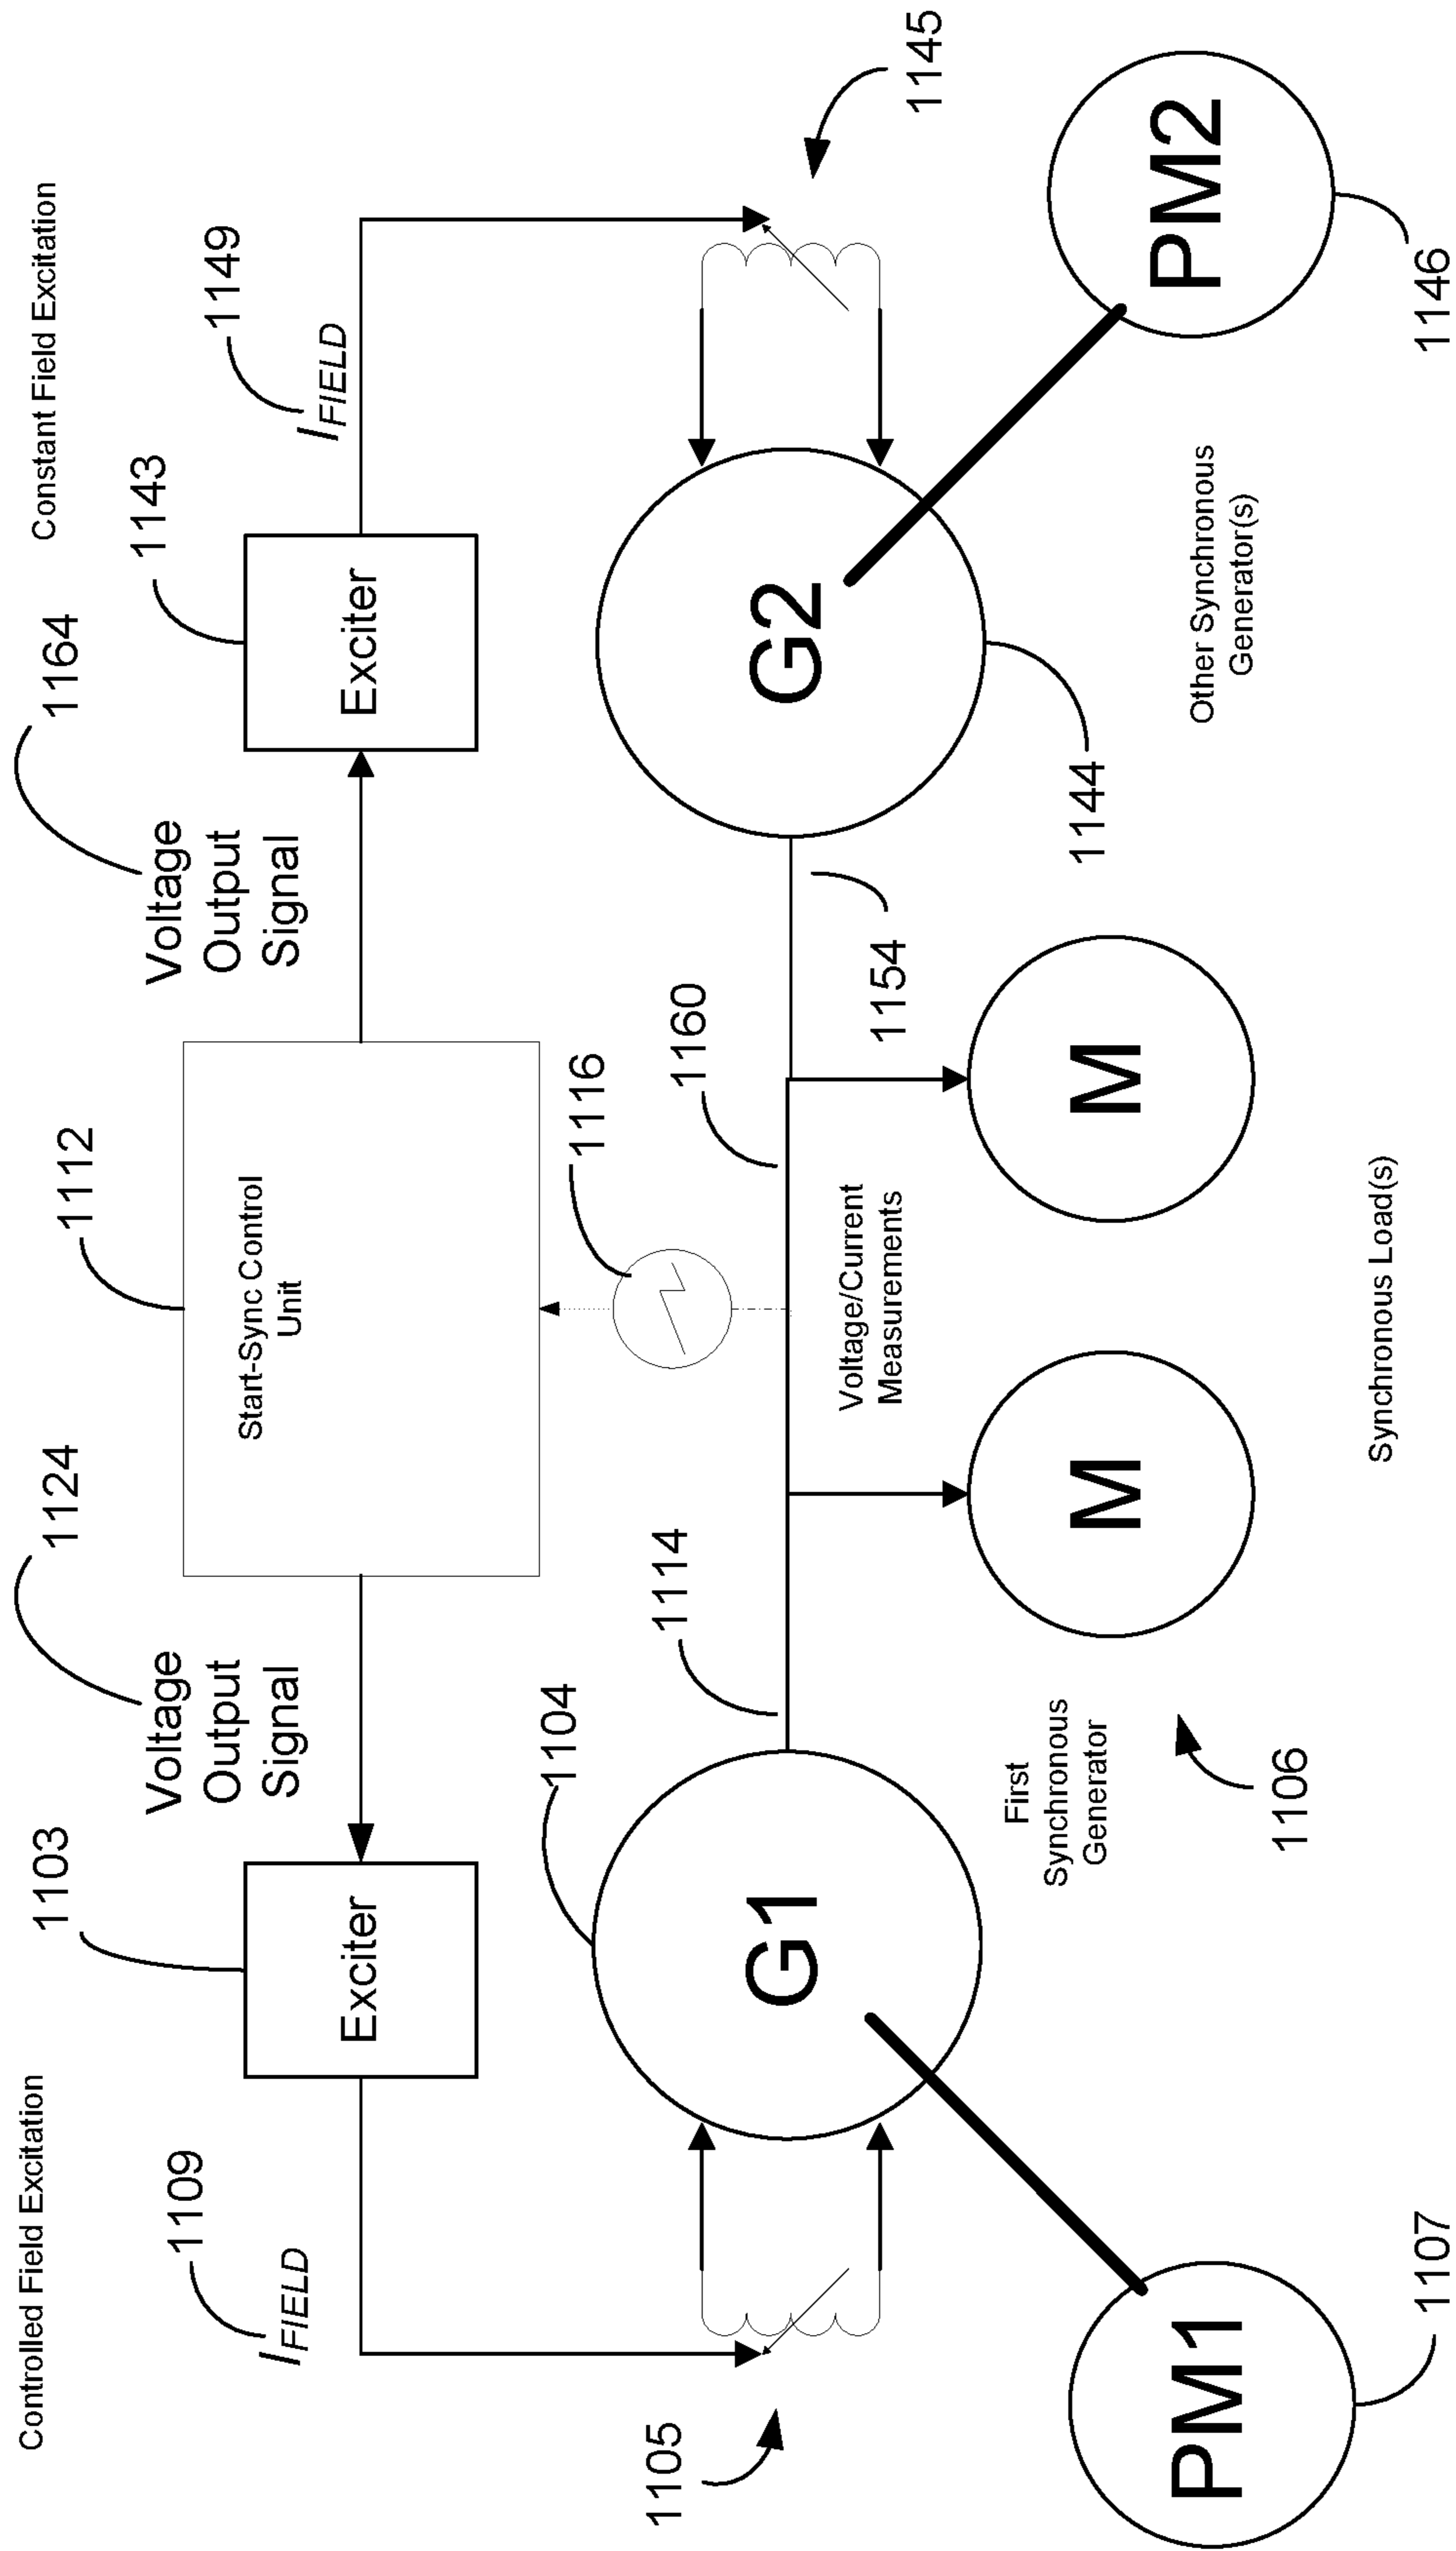 Controlled Field Excitation
Constant Field Excitation
1103
1124
1112
1164
1143
1149
1109
Voltage
Output
Signal
Voltage
Output
Signal
I FIELD
I FIELD
Exciter
Start-Sync Control
Unit
Exciter
1104
1114
1116
1160
1105
1145
G1
G2
Voltage/Current
Measurements
1154
First
Synchronous
Generator
M
M
1144
PM1
PM2
Other Synchronous
Generator(s)
1106
Synchronous Load(s)
1107
1146